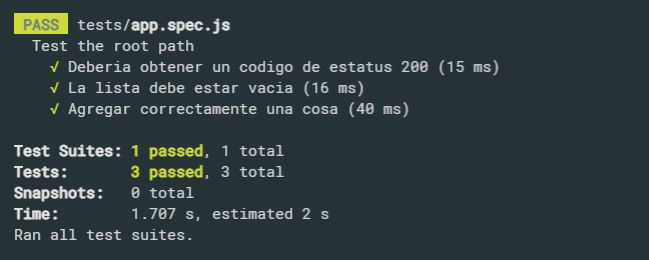 PASS tests/app.spec.js
Test the root path
√ Deberia obtener un codigo de estatus 200 (15 ms)
√ La lista debe estar vacia (16 ms)
√ Agregar correctamente una cosa (40 ms)
Test Suites: 1 passed, 1 total
Tests: 3 passed, 3 total
Snapshots: 0 total
Time: 1.707 s, estimated 2 s
Ran all test suites.